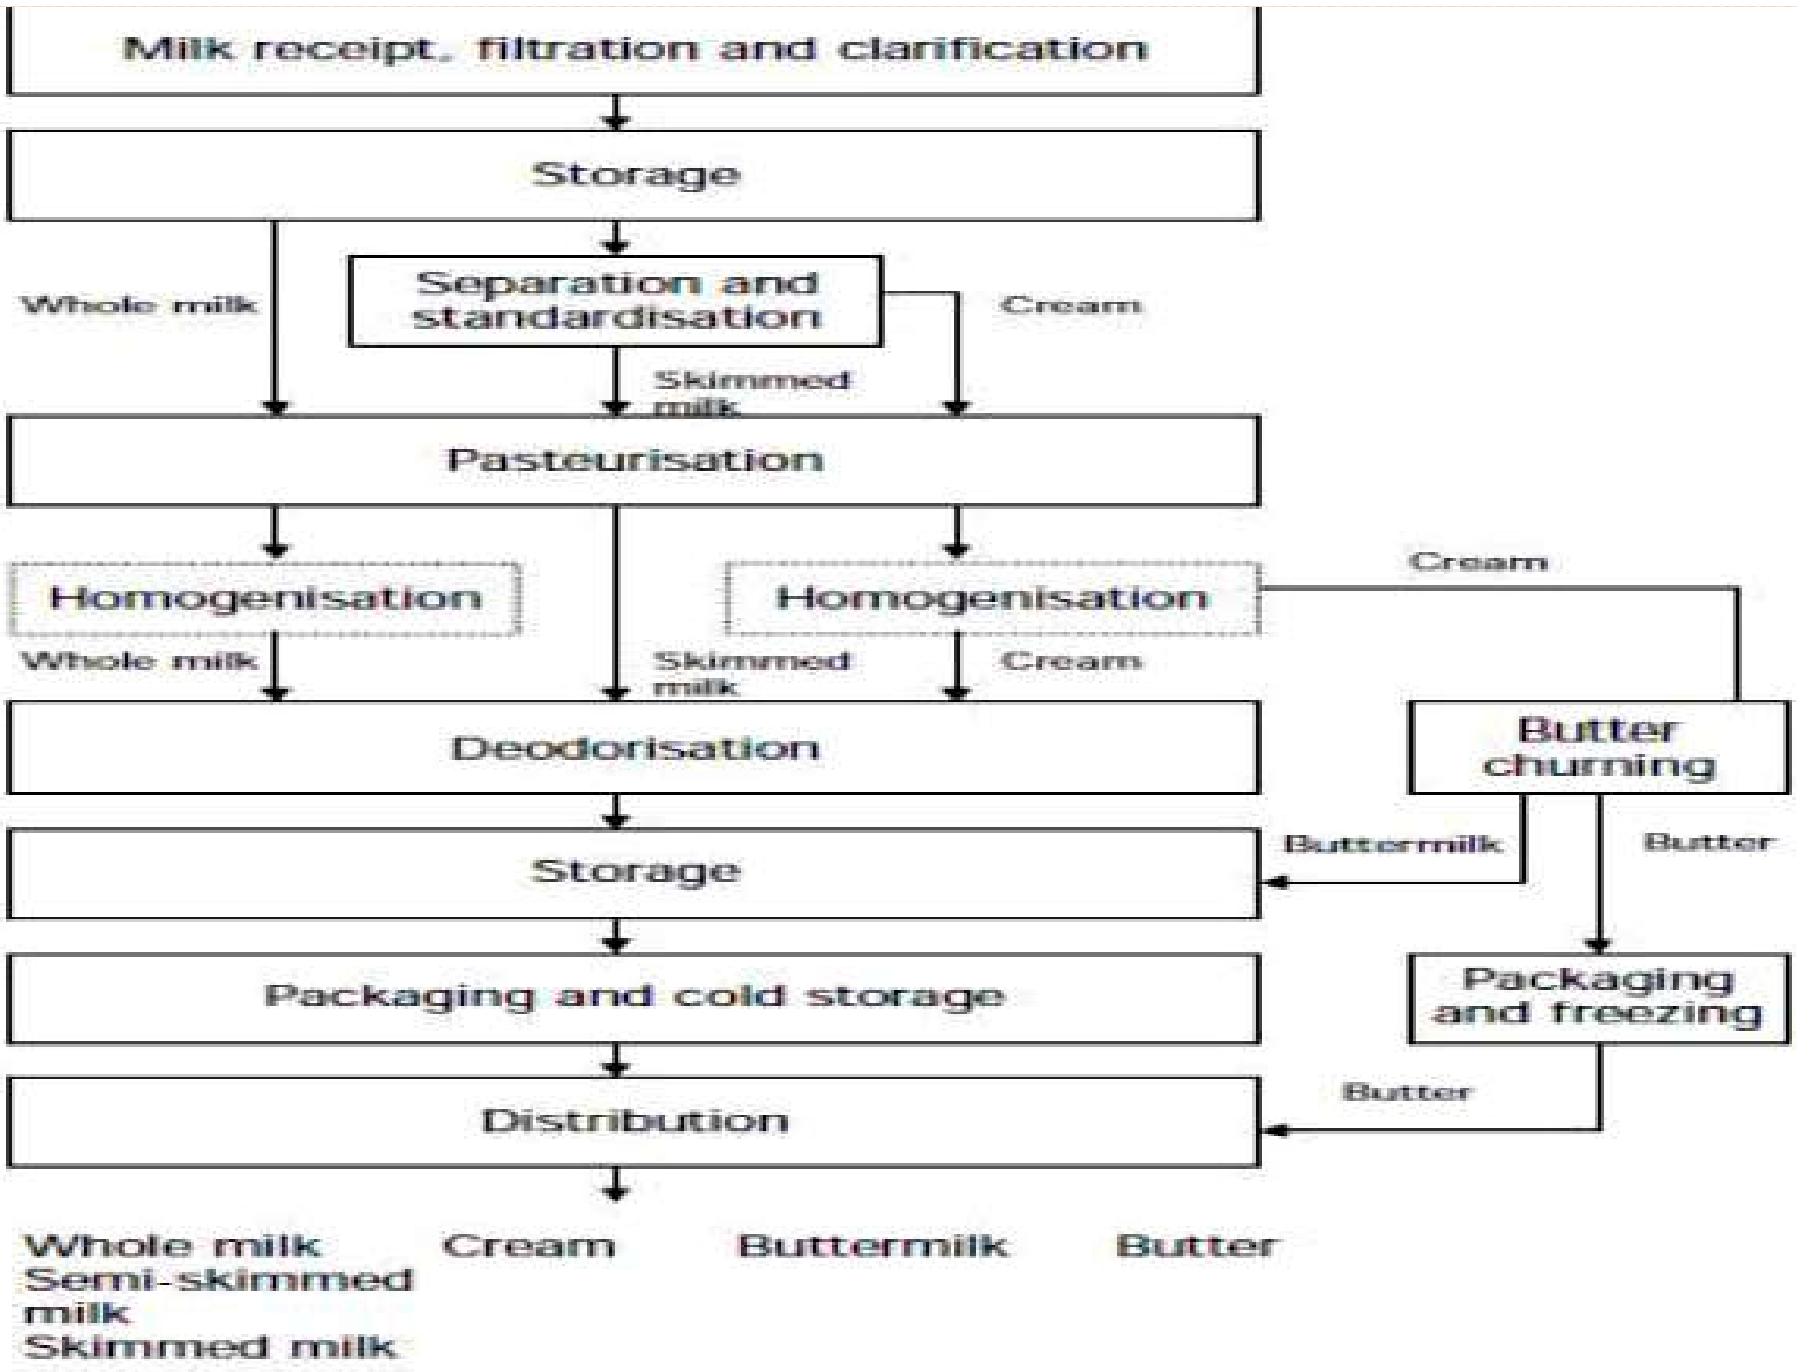 Milk receipt, filtration and clarification
Storage
Whole milk
Separation and
standardisation
Cream
Skimmed
milk
Pasteurisation
Cream
Homogenisation
Homogenisation
Whole milk
Skimmed
milk
Cream
Deodorisation
Butter
churning
Storage
Buttermilk
Butter
Packaging and cold storage
Packaging
and freezing
Butter
Distribution
Whole milk
Semi-skimmed
milk
Skimmed milk
Cream
Buttermilk
Butter